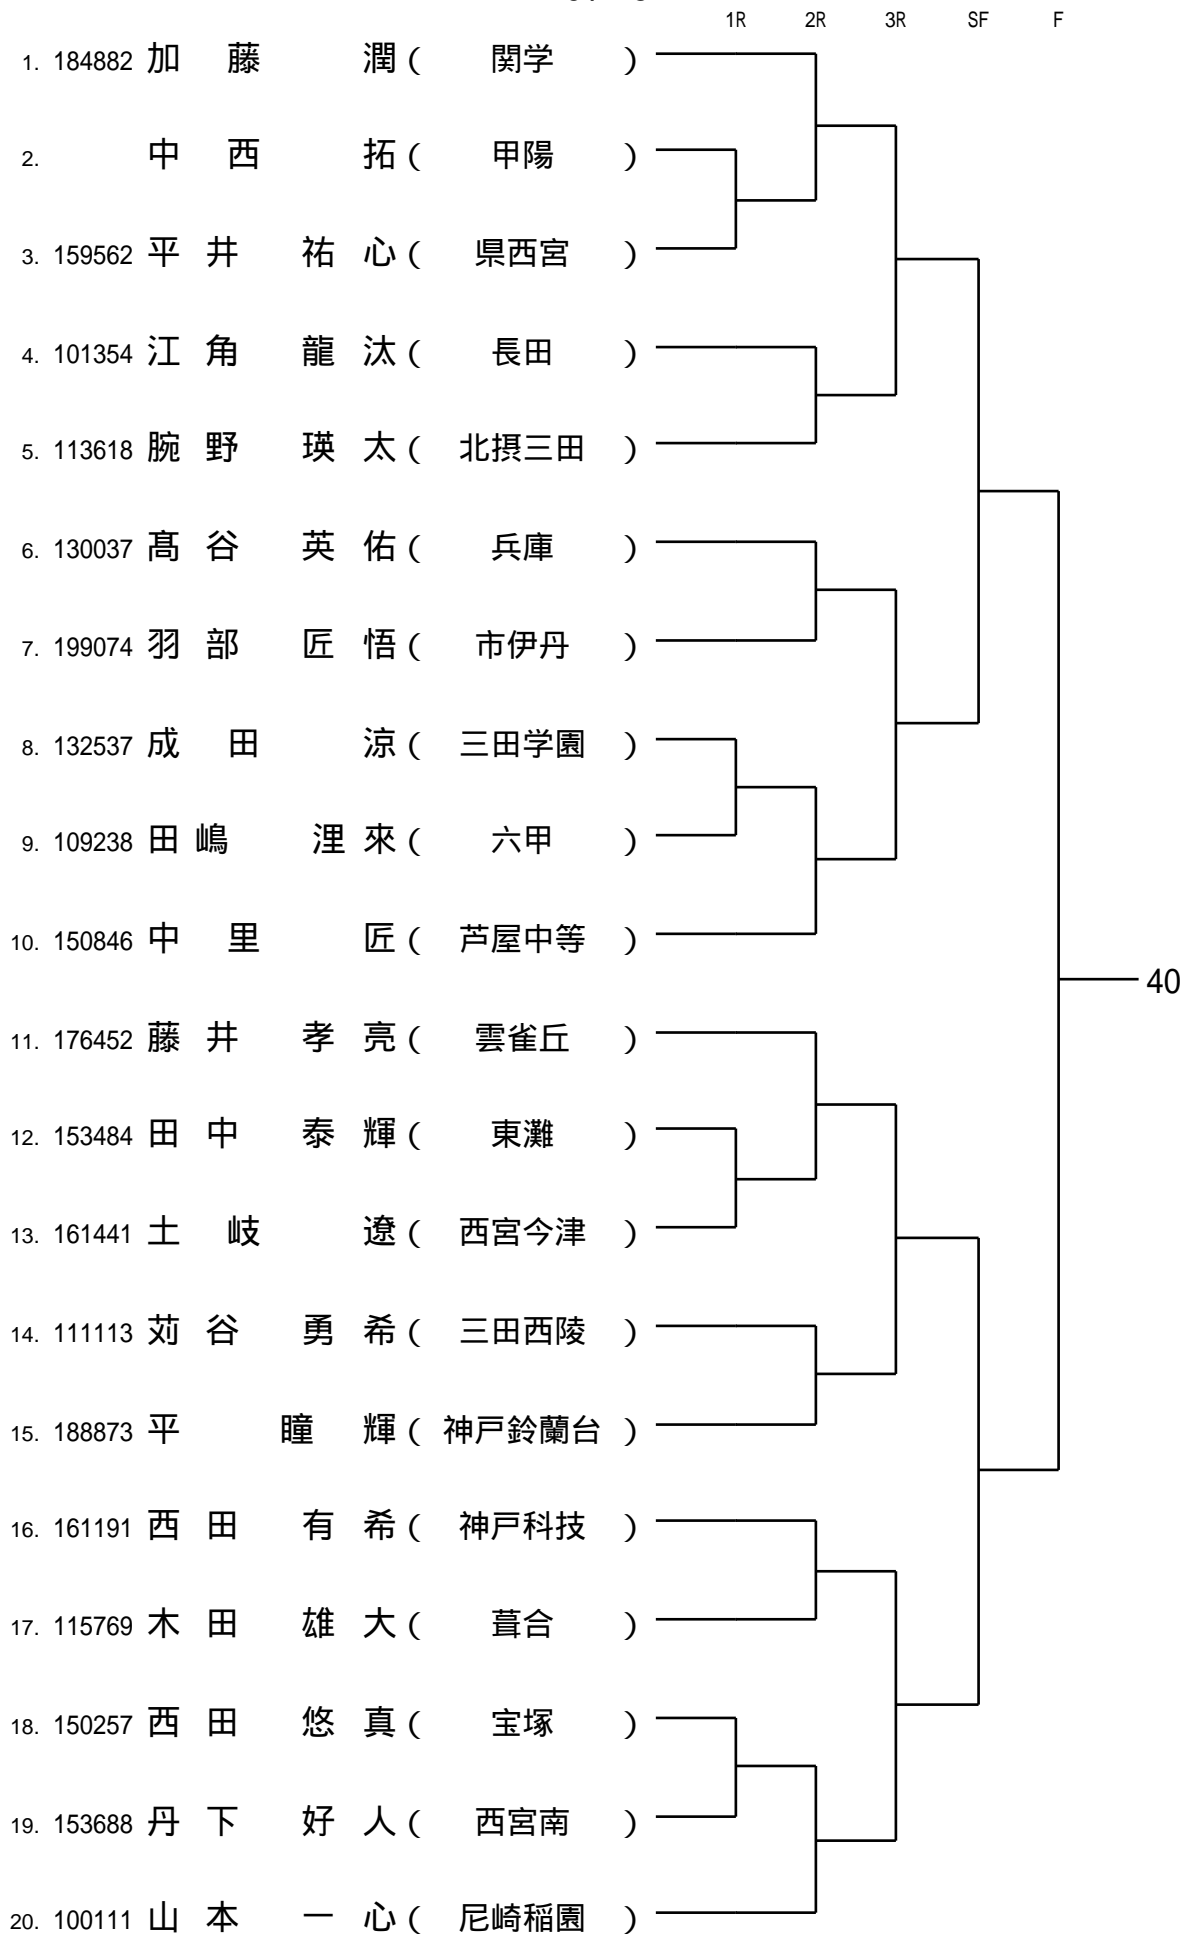 1R 2R 3R SF F
1. 184882 加 藤 潤 ( 関学 )
2. 中 西 拓 ( 甲陽 )
3. 159562 平 井 祐 心 ( 県西宮 )
4. 101354 江 角 龍 汰 ( 長田 )
5. 113618 腕 野 瑛 太 ( 北摂三田 )
6. 130037 髙 谷 英 佑 ( 兵庫 )
7. 199074 羽 部 匠 悟 ( 市伊丹 )
8. 132537 成 田 涼 ( 三田学園 )
9. 109238 田 嶋 浬 來 ( 六甲 )
10. 150846 中 里 匠 ( 芦屋中等 )
40
11. 176452 藤 井 孝 亮 ( 雲雀丘 )
12. 153484 田 中 泰 輝 ( 東灘 )
13. 161441 土 岐 遼 ( 西宮今津 )
14. 111113 苅 谷 勇 希 ( 三田西陵 )
15. 188873 平 瞳 輝 ( 神戸鈴蘭台 )
16. 161191 西 田 有 希 ( 神戸科技 )
17. 115769 木 田 雄 大 ( 葺合 )
18. 150257 西 田 悠 真 ( 宝塚 )
19. 153688 丹 下 好 人 ( 西宮南 )
20. 100111 山 本 一 心 ( 尼崎稲園 )